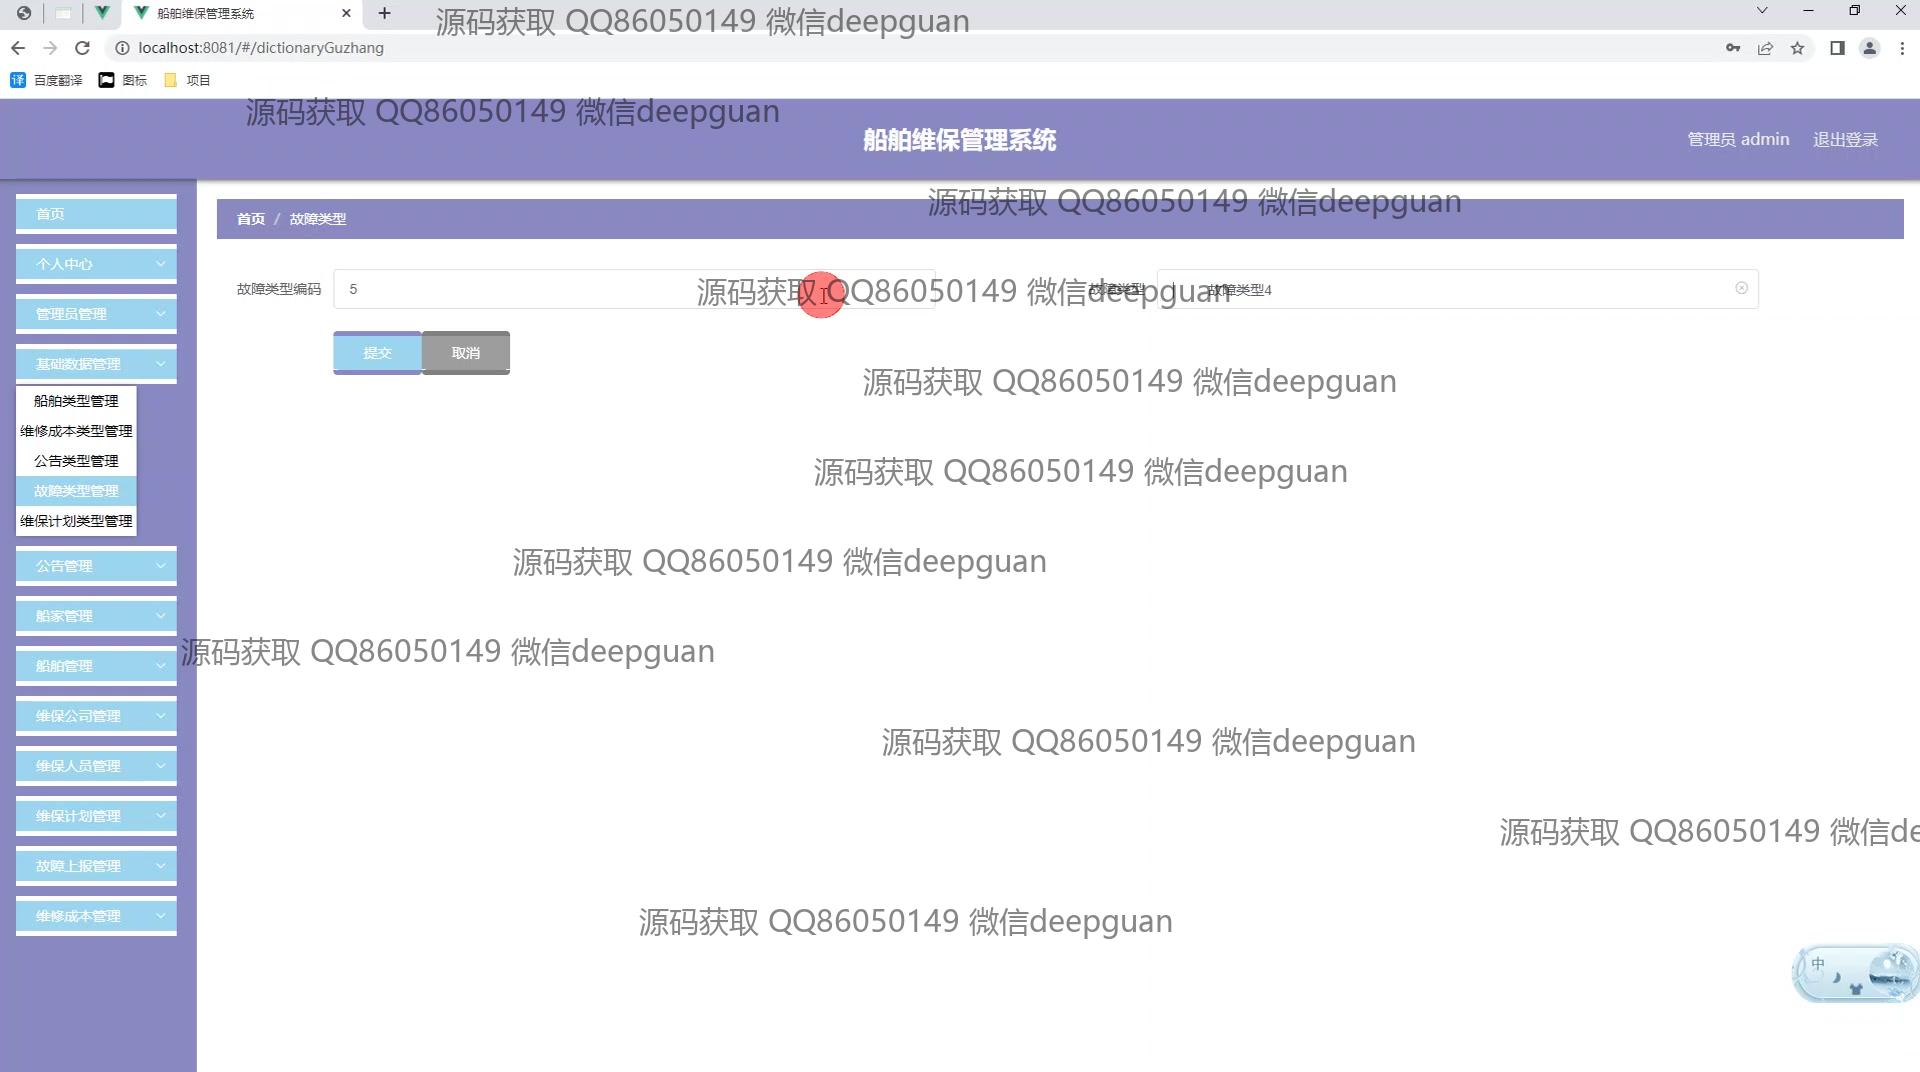 船舶维保管理系统
源码获取 QQ86050149 微信deepguan
localhost:8081/#/dictionaryGuzhang
百度翻译 图标 项目
源码获取 QQ86050149 微信deepguan
船舶维保管理系统
管理员 admin 退出登录
源码获取 QQ86050149 微信deepguan
首页
首页 / 故障类型
个人中心
故障类型编码 5
源码获取 QQ86050149 微信deepguan
故障类型 故障类型4
管理员管理
提交 取消
基础数据管理
源码获取 QQ86050149 微信deepguan
船舶类型管理
维修成本类型管理
公告类型管理
源码获取 QQ86050149 微信deepguan
故障类型管理
维保计划类型管理
公告管理
源码获取 QQ86050149 微信deepguan
船家管理
源码获取 QQ86050149 微信deepguan
船舶管理
维保公司管理
源码获取 QQ86050149 微信deepguan
维保人员管理
维保计划管理
源码获取 QQ86050149 微信de
故障上报管理
维修成本管理
源码获取 QQ86050149 微信deepguan
中